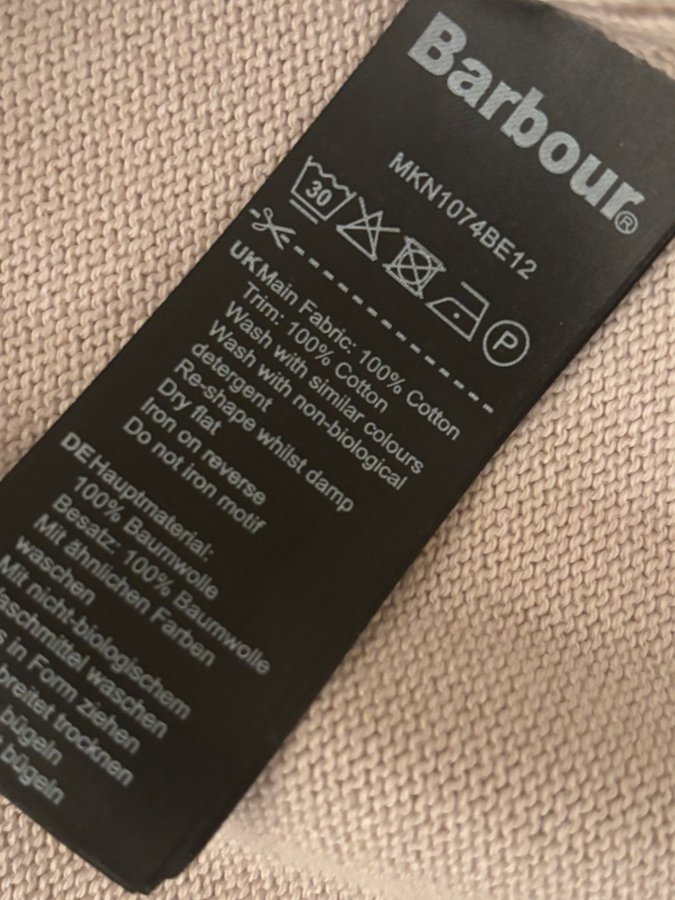 Barbour®
MKN1074BE12
30
P
UK Main Fabric: 100% Cotton
Trim: 100% Cotton
Wash with similar colours
Wash with non-biological
detergent
Re-shape whilst damp
Dry flat
Iron on reverse
Do not iron motif
DE Hauptmaterial:
100% Baumwolle
Besatz: 100% Baumwolle
Mit ähnlichen Farben
waschen
Mit nicht-biologischem
waschen
in Form ziehen
trocknen
bügeln
bügeln